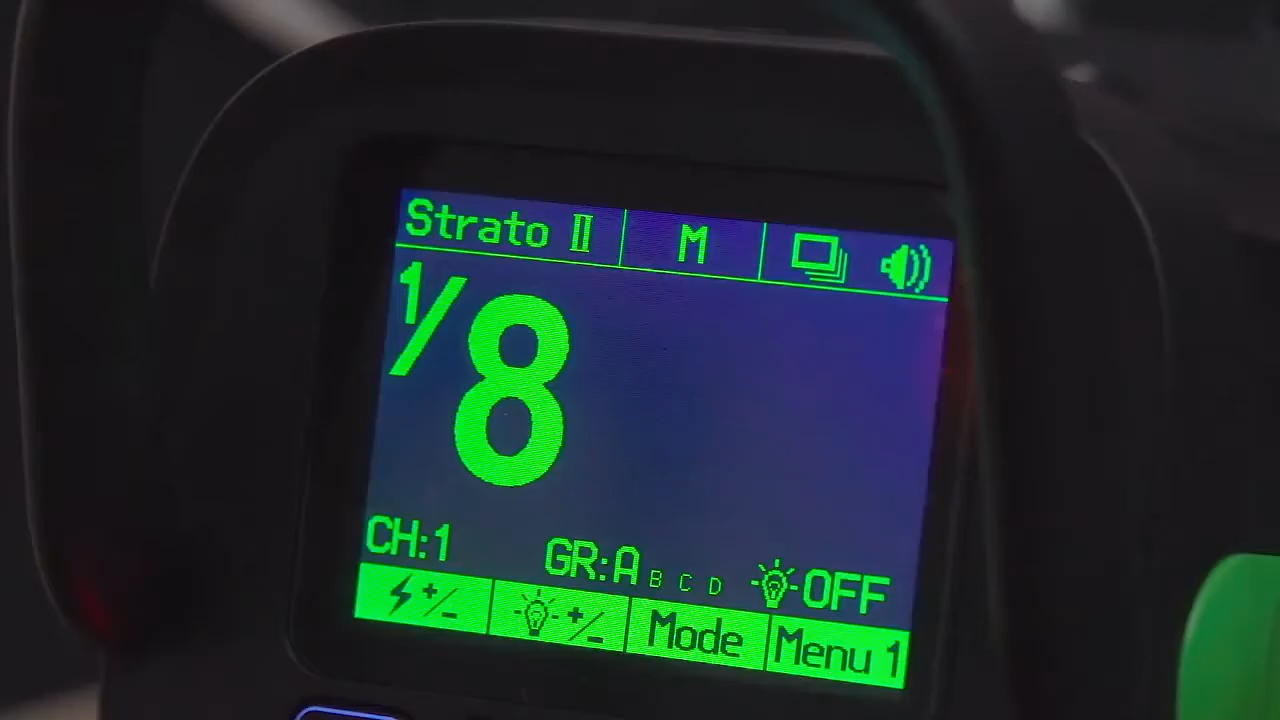 Strato II M
1/8
CH:1 GR:A B C D OFF
+/- +/- Mode Menu 1